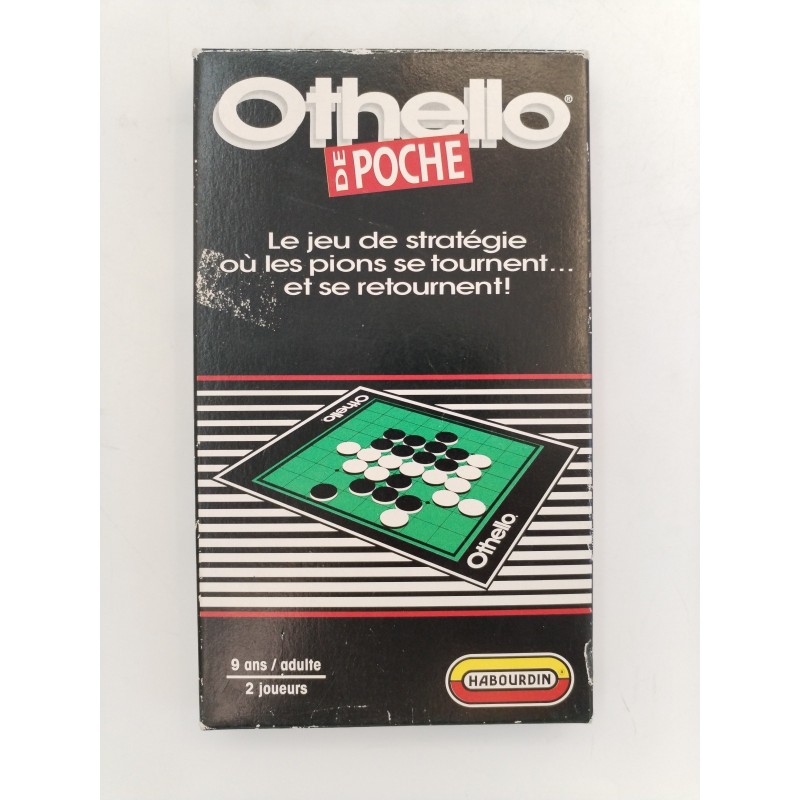 Othello®
DE POCHE
Le jeu de stratégie
où les pions se tournent...
et se retournent!
Othello
Othello
9 ans / adulte
2 joueurs
HABOURDIN